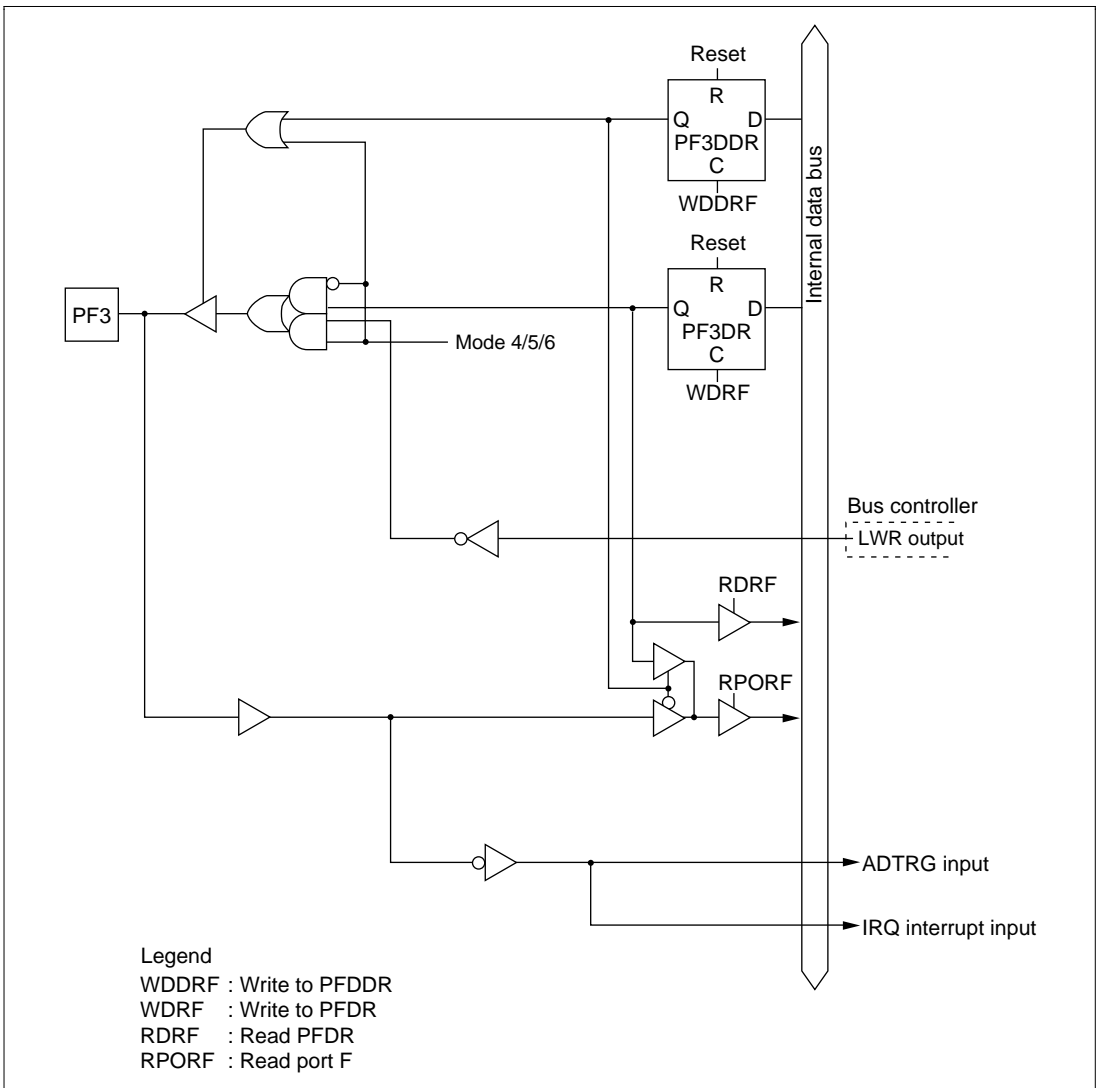 Reset
R
Q D
PF3DDR
C
WDDRF
Internal data bus
Reset
R
Q D
PF3DR
C
WDRF
PF3
Mode 4/5/6
Bus controller
LWR output
RDRF
RPORF
ADTRG input
IRQ interrupt input
Legend
WDDRF : Write to PFDDR
WDRF : Write to PFDR
RDRF : Read PFDR
RPORF : Read port F